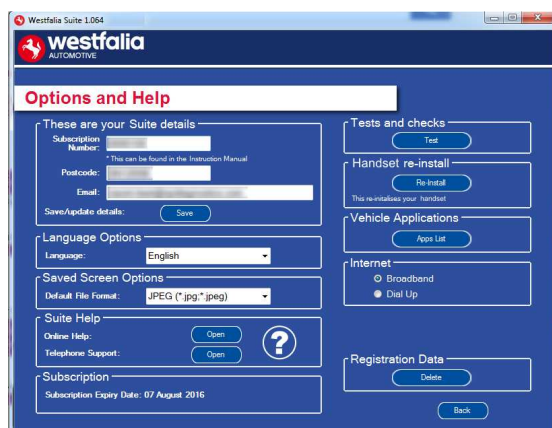 Westfalia Suite 1.064
westfalia
AUTOMOTIVE
Options and Help
These are your Suite details
Subscription Number:
* This can be found in the Instruction Manual
Postcode:
Email:
Save/update details:
Save
Language Options
Language:
English
Saved Screen Options
Default File Format:
JPEG (*.jpg;*.jpeg)
Suite Help
Online Help:
Open
Telephone Support:
Open
?
Subscription
Subscription Expiry Date: 07 August 2016
Tests and checks
Test
Handset re-install
Re-Install
This re-initalises your handset
Vehicle Applications
Apps List
Internet
Broadband
Dial Up
Registration Data
Delete
Back